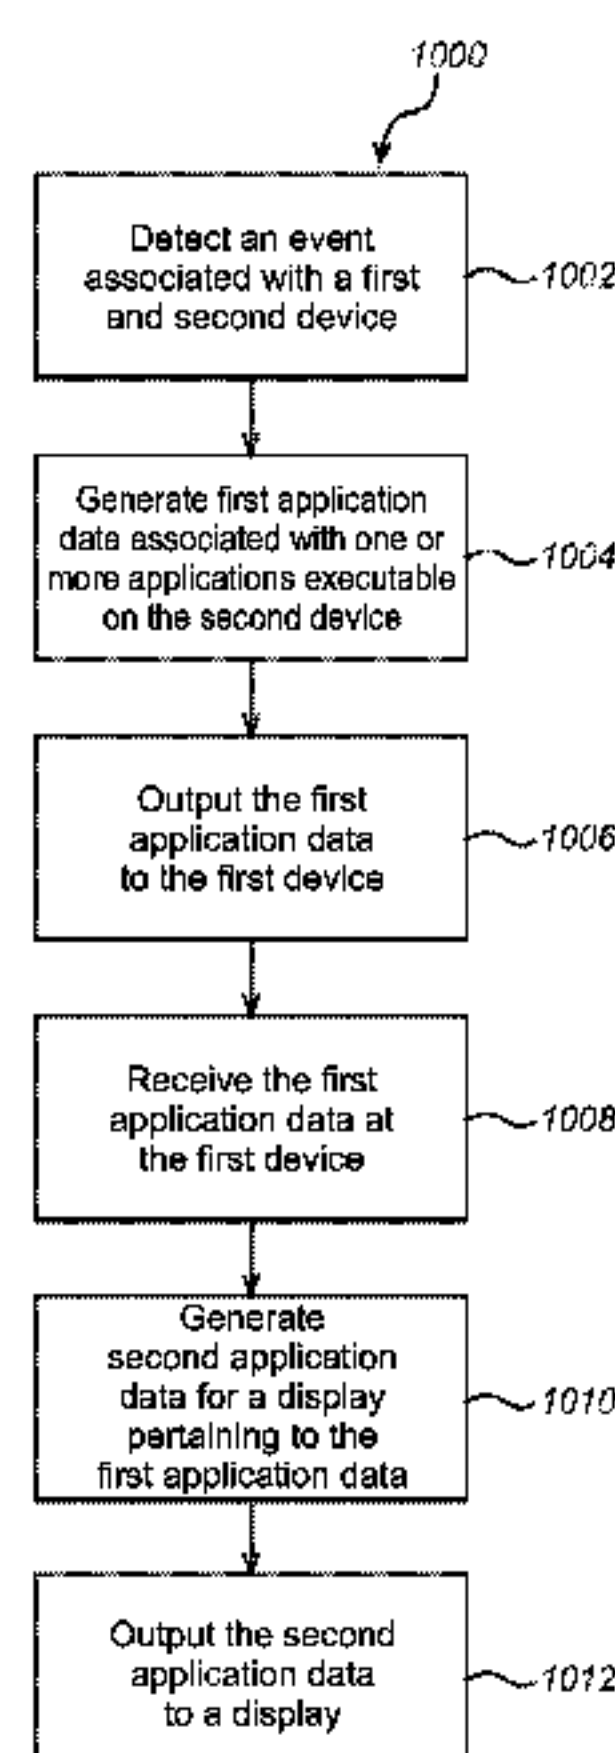 1000
Detect an event
associated with a first
and second device
1002
Generate first application
data associated with one or
more applications executable
on the second device
1004
Output the first
application data
to the first device
1006
Receive the first
application data at
the first device
1008
Generate
second application
data for a display
pertaining to the
first application data
1010
Output the second
application data
to a display
1012